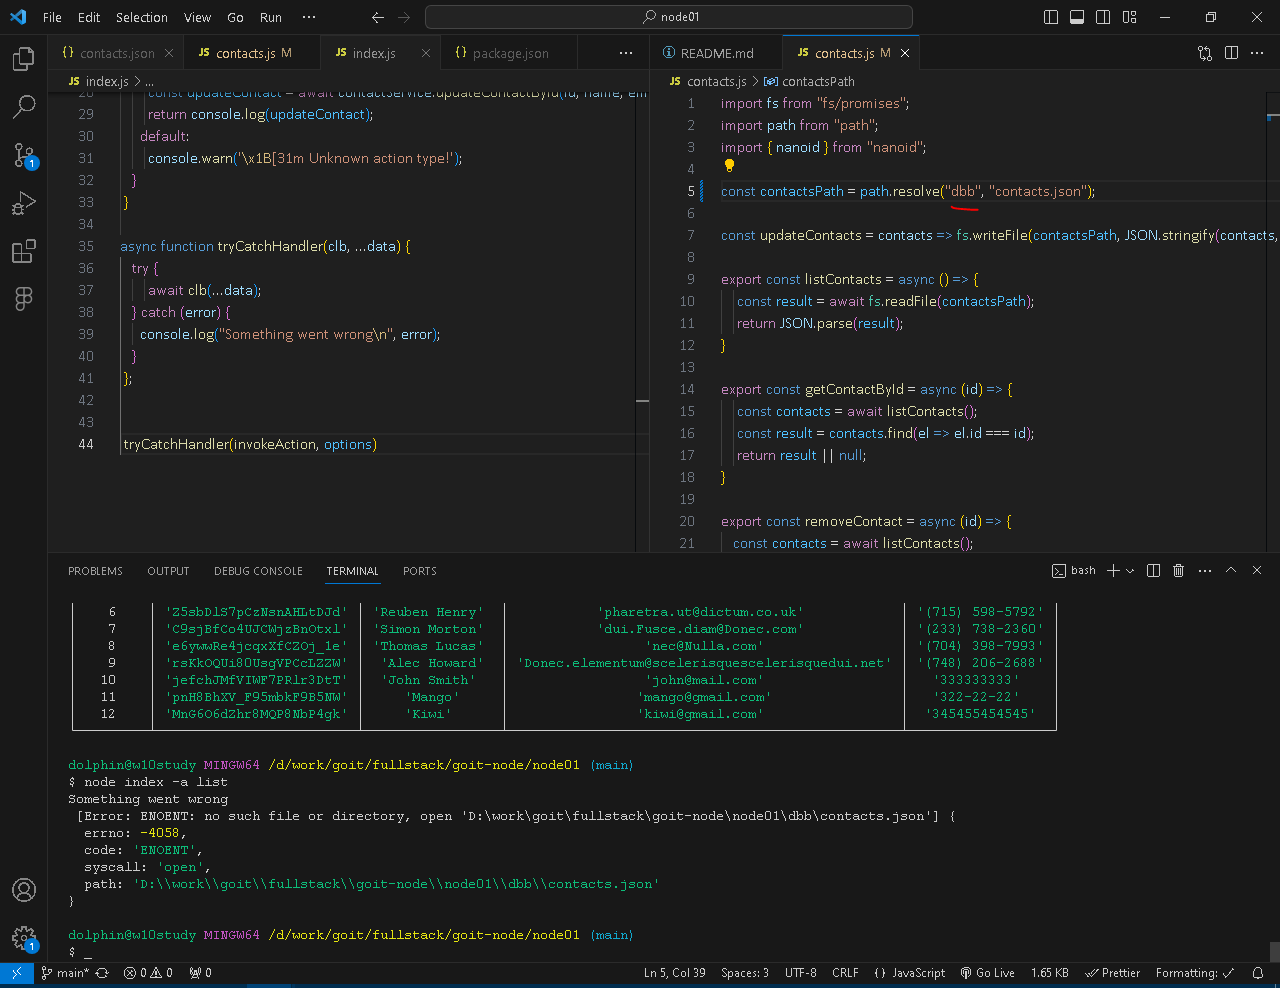 File Edit Selection View Go Run ··· node01
contacts.json contacts.js M index.js package.json ···
README.md contacts.js M ···
index.js > ...
28 const updateContact = await contactService.updateContactById(id, name, em
29 return console.log(updateContact);
30 default:
31 console.warn('\x1B[31m Unknown action type!');
32 }
33 }
34
35 async function tryCatchHandler(clb, ...data) {
36 try {
37 await clb(...data);
38 } catch (error) {
39 console.log("Something went wrong\n", error);
40 }
41 };
42
43
44 tryCatchHandler(invokeAction, options)
contacts.js > contactsPath
1 import fs from "fs/promises";
2 import path from "path";
3 import { nanoid } from "nanoid";
4
5 const contactsPath = path.resolve("dbb", "contacts.json");
6
7 const updateContacts = contacts => fs.writeFile(contactsPath, JSON.stringify(contacts,
8
9 export const listContacts = async () => {
10 const result = await fs.readFile(contactsPath);
11 return JSON.parse(result);
12 }
13
14 export const getContactById = async (id) => {
15 const contacts = await listContacts();
16 const result = contacts.find(el => el.id === id);
17 return result || null;
18 }
19
20 export const removeContact = async (id) => {
21 const contacts = await listContacts();
PROBLEMS OUTPUT DEBUG CONSOLE TERMINAL PORTS bash ···
6 'Z5sbDlS7pCzNsnAHLtDJd' 'Reuben Henry' 'pharetra.ut@dictum.co.uk' '(715) 598-5792'
7 'C9sjBfCo4UJCWjzBnOtxl' 'Simon Morton' 'dui.Fusce.diam@Donec.com' '(233) 738-2360'
8 'e6ywwRe4jcqxXfCZOj_1e' 'Thomas Lucas' 'nec@Nulla.com' '(704) 398-7993'
9 'rsKkOQUi80UsgVPCcLZZW' 'Alec Howard' 'Donec.elementum@scelerisquescelerisquedui.net' '(748) 206-2688'
10 'jefchJMfVIWF7PRlr3DtT' 'John Smith' 'john@mail.com' '333333333'
11 'pnH8BhXV_F95mbkF9B5NW' 'Mango' 'mango@gmail.com' '322-22-22'
12 'MnG6O6dZhr8MQP8NbP4gk' 'Kiwi' 'kiwi@gmail.com' '345455454545'
dolphin@w10study MINGW64 /d/work/goit/fullstack/goit-node/node01 (main)
$ node index -a list
Something went wrong
[Error: ENOENT: no such file or directory, open 'D:\work\goit\fullstack\goit-node\node01\dbb\contacts.json'] {
errno: -4058,
code: 'ENOENT',
syscall: 'open',
path: 'D:\\work\\goit\\fullstack\\goit-node\\node01\\dbb\\contacts.json'
}
dolphin@w10study MINGW64 /d/work/goit/fullstack/goit-node/node01 (main)
$ _
main* 0 0 0 Ln 5, Col 39 Spaces: 3 UTF-8 CRLF {} JavaScript Go Live 1.65 KB Prettier Formatting: ✓